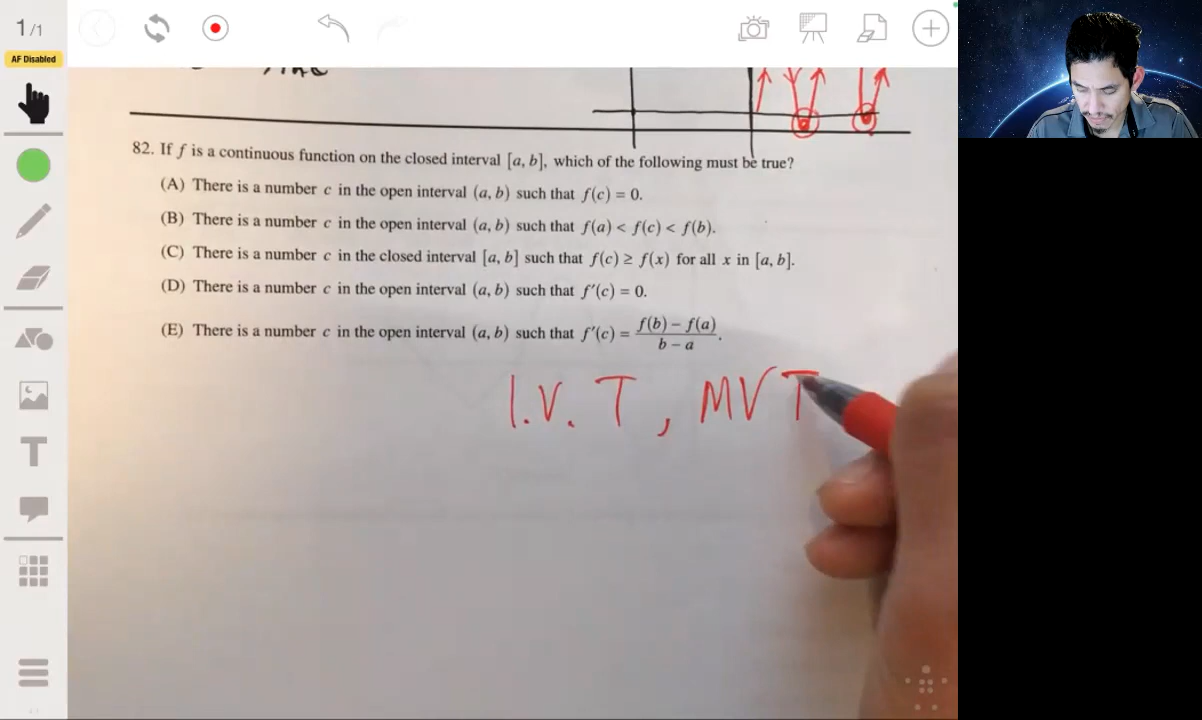 1/1
AF Disabled
82. If f is a continuous function on the closed interval [a, b], which of the following must be true?
(A) There is a number c in the open interval (a, b) such that f(c) = 0.
(B) There is a number c in the open interval (a, b) such that f(a) < f(c) < f(b).
(C) There is a number c in the closed interval [a, b] such that f(c) ≥ f(x) for all x in [a, b].
(D) There is a number c in the open interval (a, b) such that f′(c) = 0.
(E) There is a number c in the open interval (a, b) such that f′(c) = f(b) − f(a) / b − a.
I.V. T, MVT
T